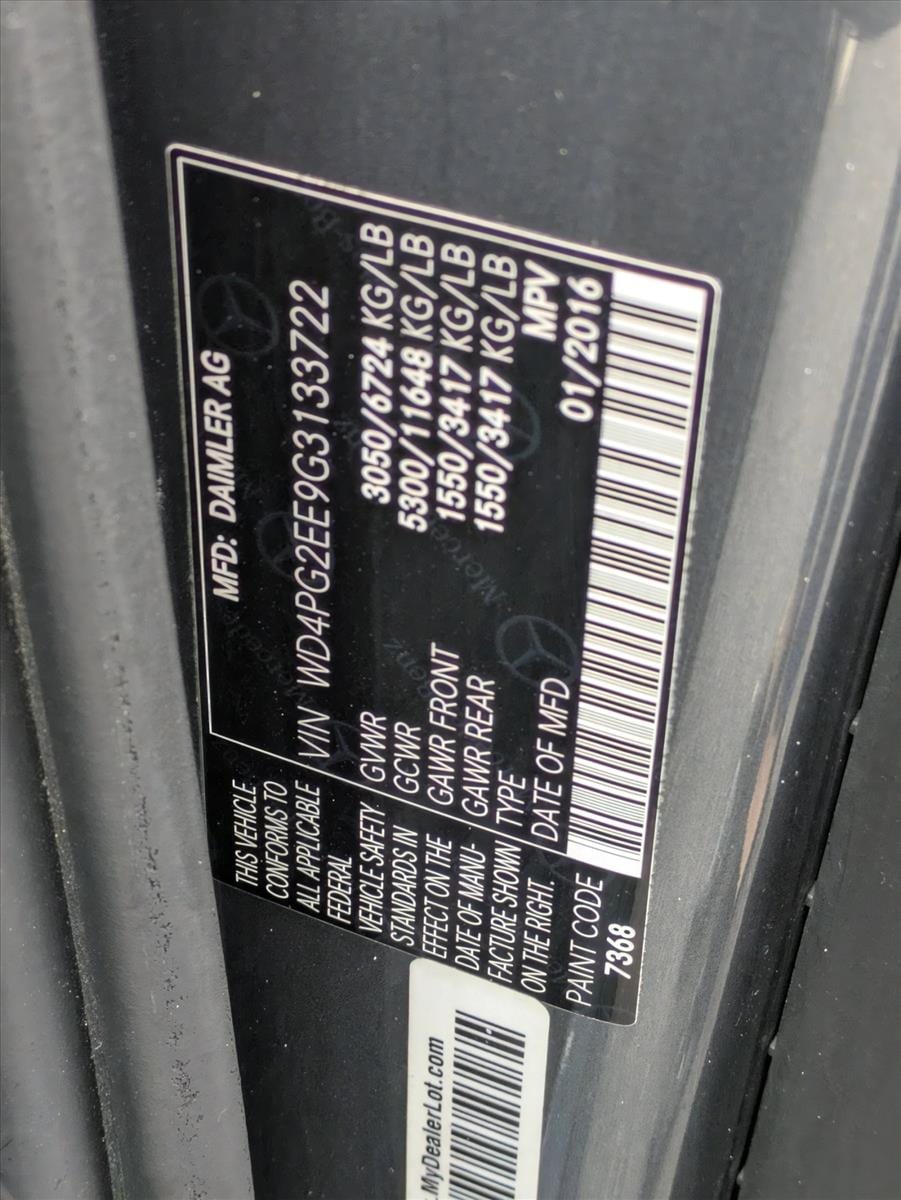 MFD: DAIMLER AG
VIN WD4PG2EE9G3133722
GVWR 3050/6724 KG/LB
GCWR 5300/11648 KG/LB
GAWR FRONT 1550/3417 KG/LB
GAWR REAR 1550/3417 KG/LB
TYPE MPV
DATE OF MFD 01/2016
THIS VEHICLE
CONFORMS TO
ALL APPLICABLE
FEDERAL
VEHICLE SAFETY
STANDARDS IN
EFFECT ON THE
DATE OF MANU-
FACTURE SHOWN
ON THE RIGHT.
PAINT CODE
7368
.MyDealerLot.com